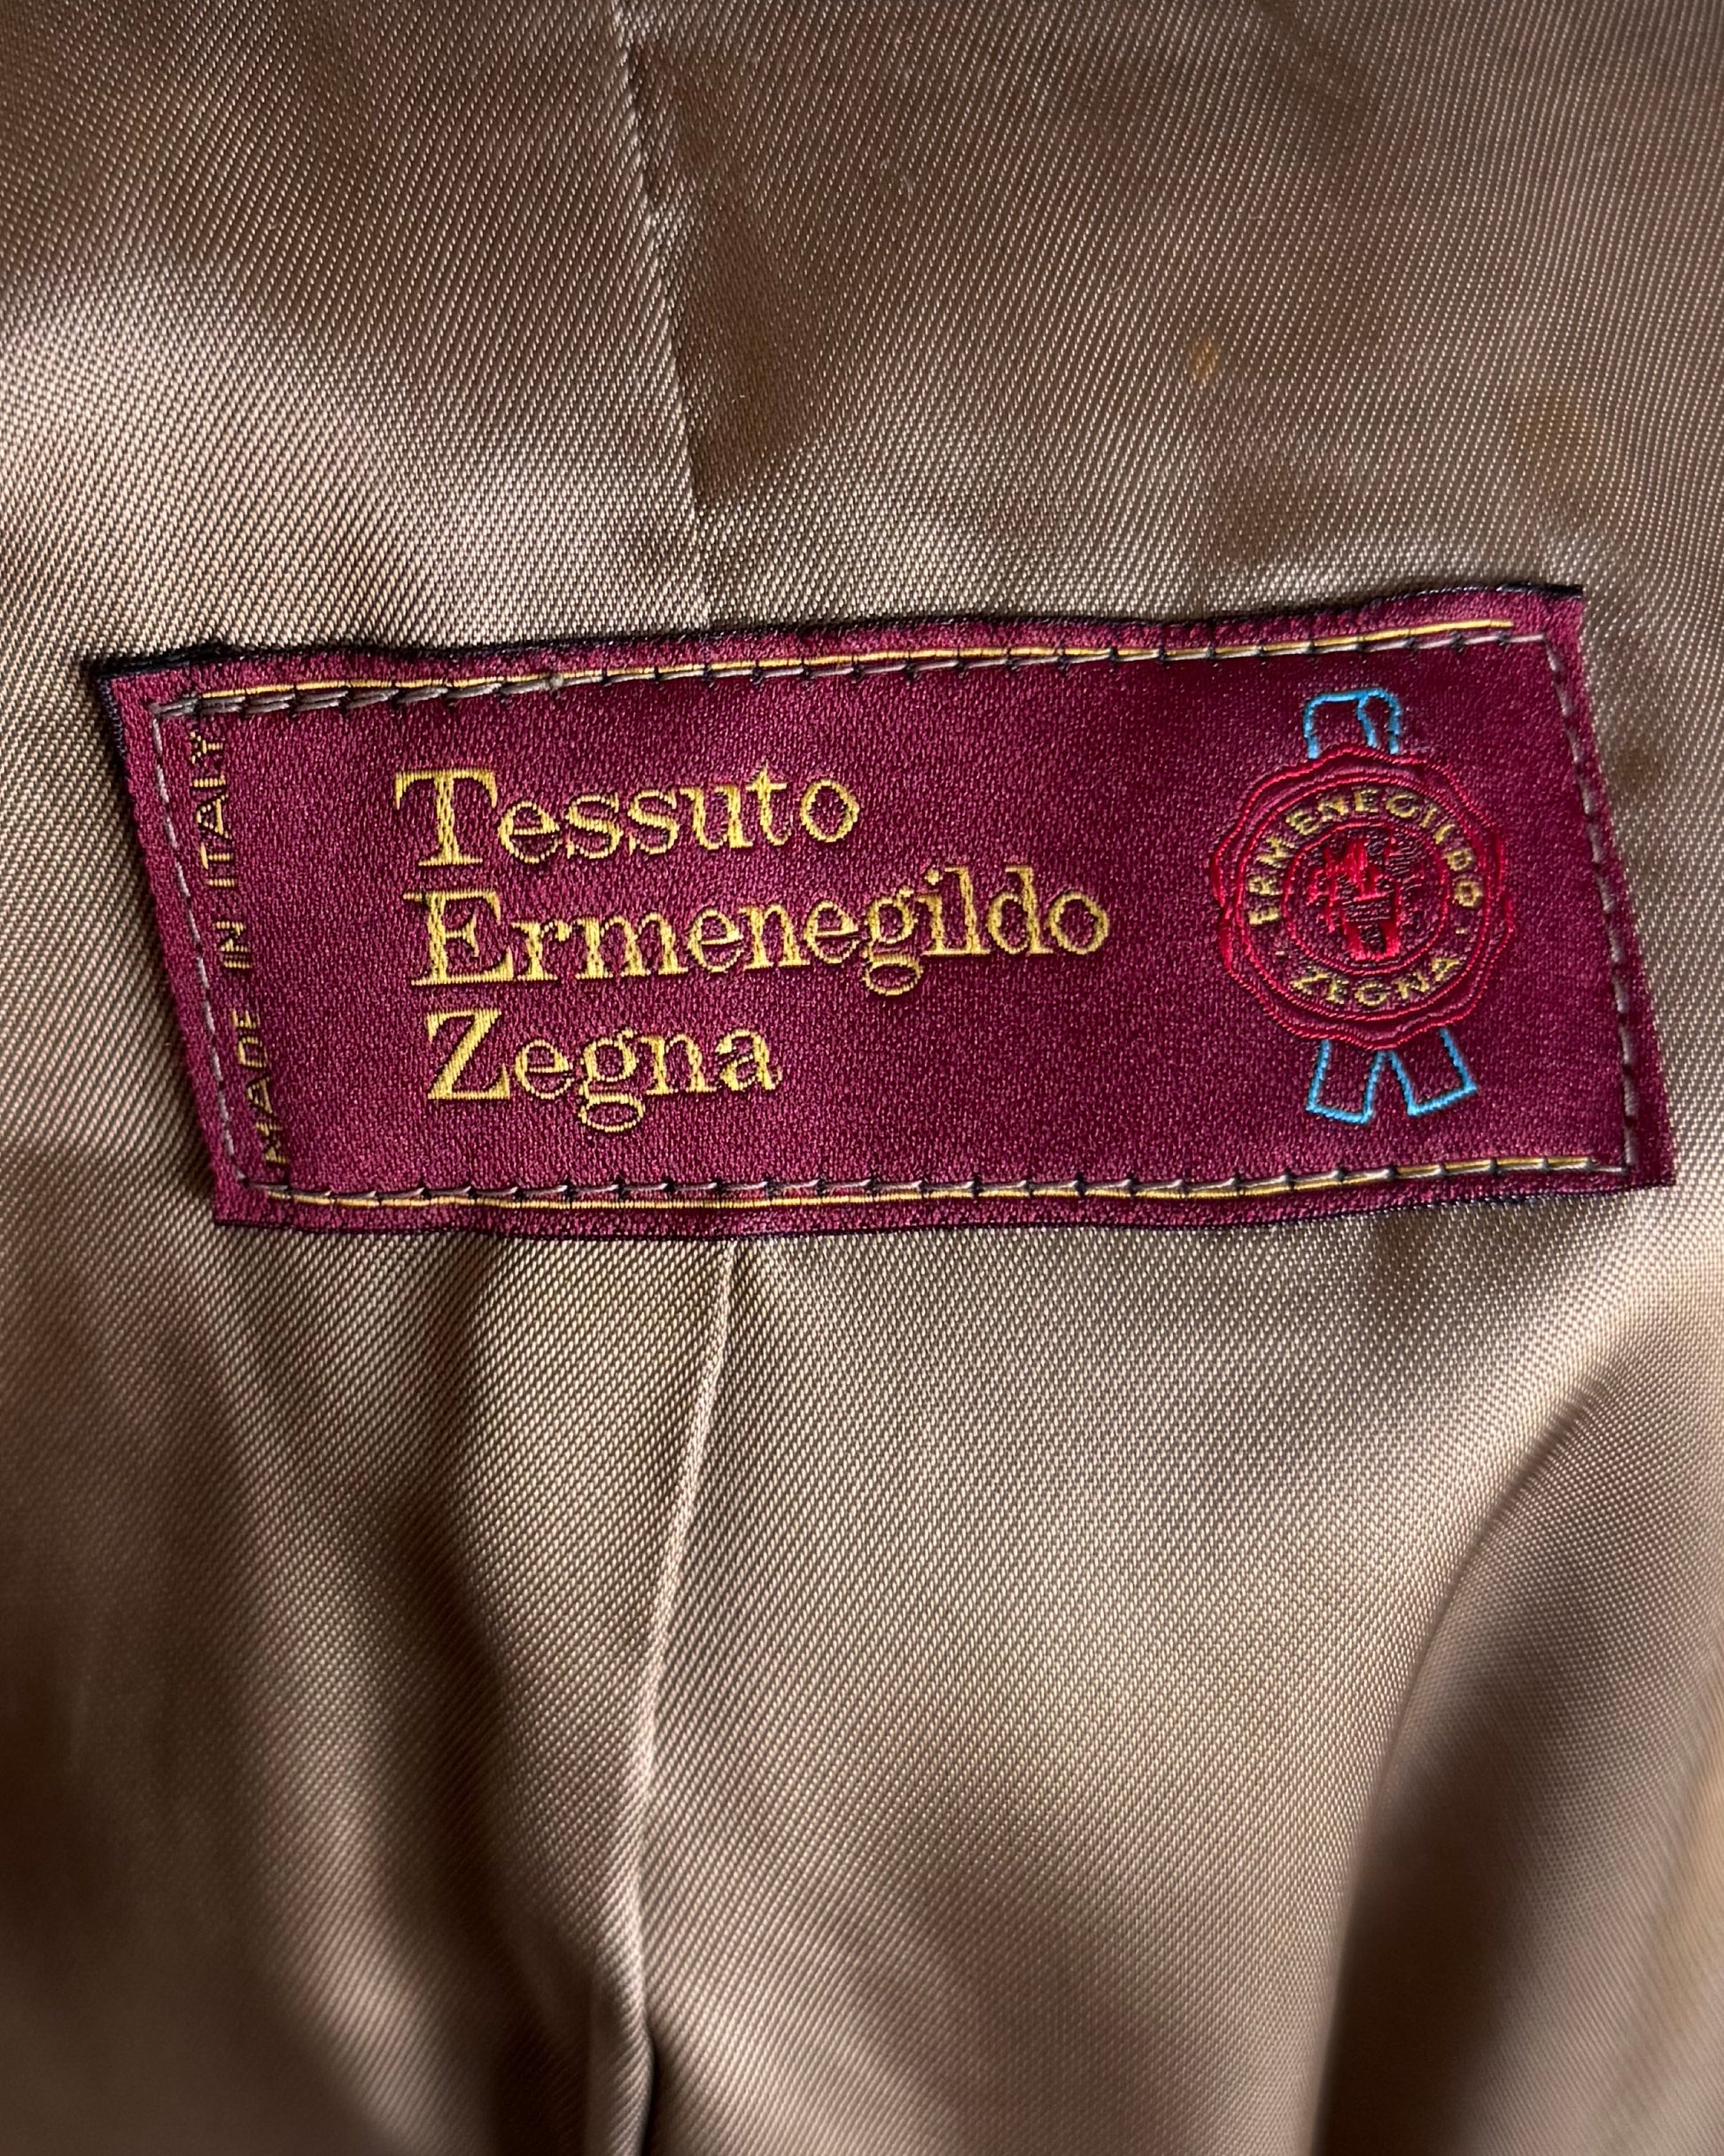 MADE IN ITALY
Tessuto
Ermenegildo
Zegna
ERMENEGILDO
ZEGNA